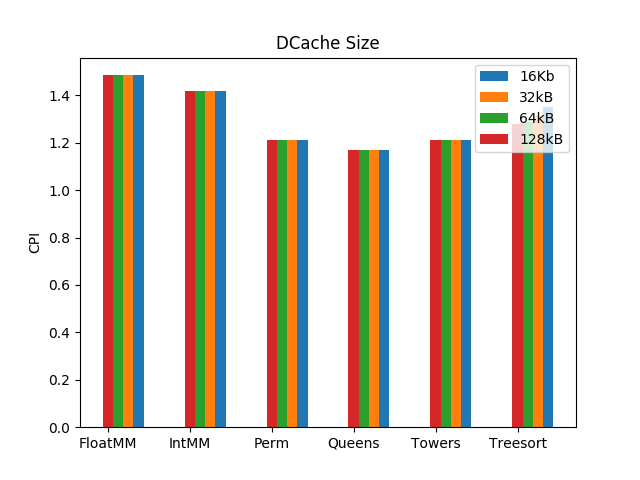 DCache Size
16Kb
32kB
64kB
128kB
CPI
1.4
1.2
1.0
0.8
0.6
0.4
0.2
0.0
FloatMM IntMM Perm Queens Towers Treesort